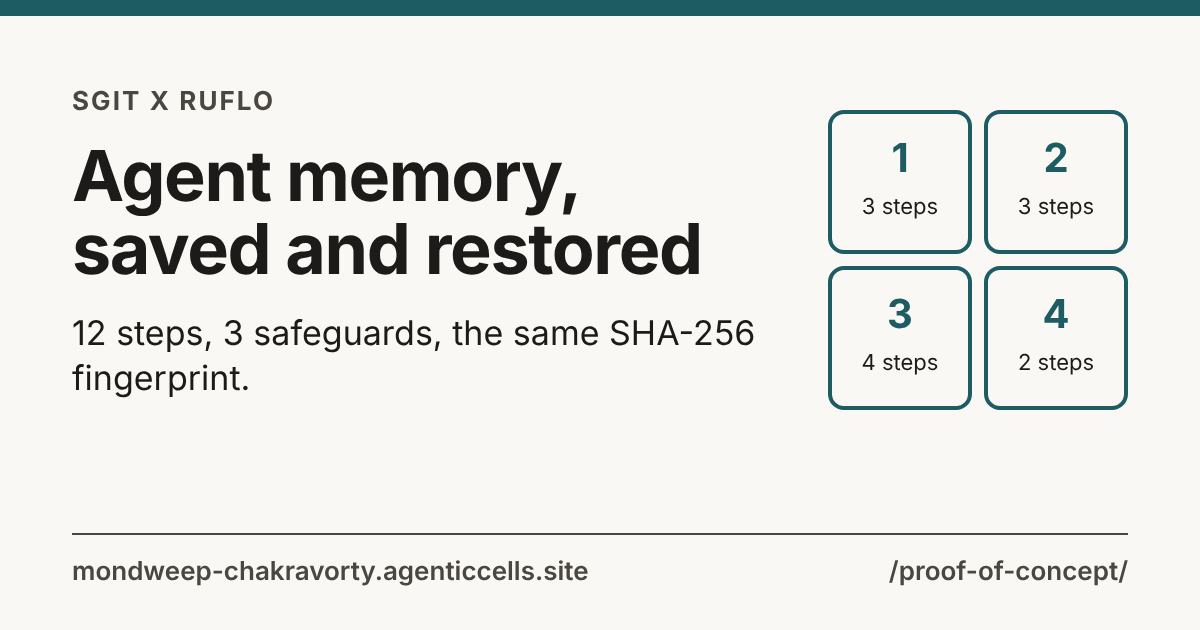 SGIT X RUFLO
Agent memory,
saved and restored
12 steps, 3 safeguards, the same SHA-256
fingerprint.
1
3 steps
2
3 steps
3
4 steps
4
2 steps
mondweep-chakravorty.agenticcells.site
/proof-of-concept/